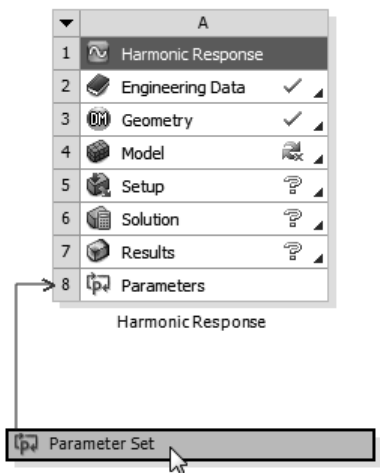 A
1 Harmonic Response
2 Engineering Data
3 DM Geometry
4 Model
5 Setup ?
6 Solution ?
7 Results ?
8 p Parameters
Harmonic Response
p Parameter Set